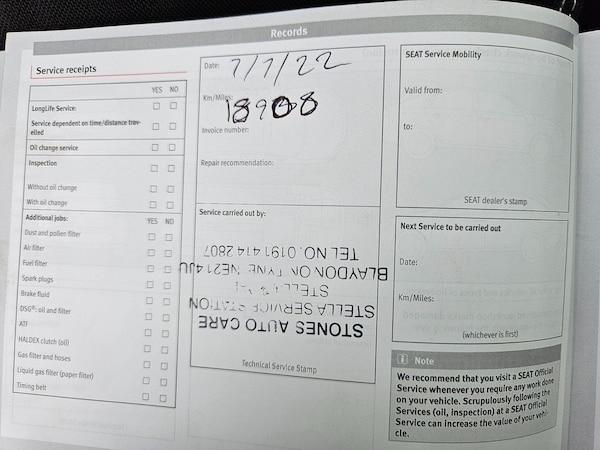 Records
Service receipts
YES NO
LongLife Service:
Service dependent on time/distance trav-
elled
Oil change service
Inspection
Without oil change
With oil change
Additional jobs: YES NO
Dust and pollen filter
Air filter
Fuel filter
Spark plugs
Brake fluid
DSG®: oil and filter
ATF
HALDEX clutch (oil)
Gas filter and hoses
Liquid gas filter (paper filter)
Timing belt
Date: 7/7/22
Km/Miles: 18908
Invoice number:
Repair recommendation:
Service carried out by:
STONES AUTO CARE
STELLA SERVICE STATION
STELLA
BLAYDON ON TYNE NE21 4JU
TEL NO. 0191 414 2807
Technical Service Stamp
SEAT Service Mobility
Valid from:
to:
SEAT dealer's stamp
Next Service to be carried out
Date:
Km/Miles:
(whichever is first)
i Note
We recommend that you visit a SEAT Official
Service whenever you require any work done
on your vehicle. Scrupulously following the
Services (oil, inspection) at a SEAT Official
Service can increase the value of your vehi-
cle.